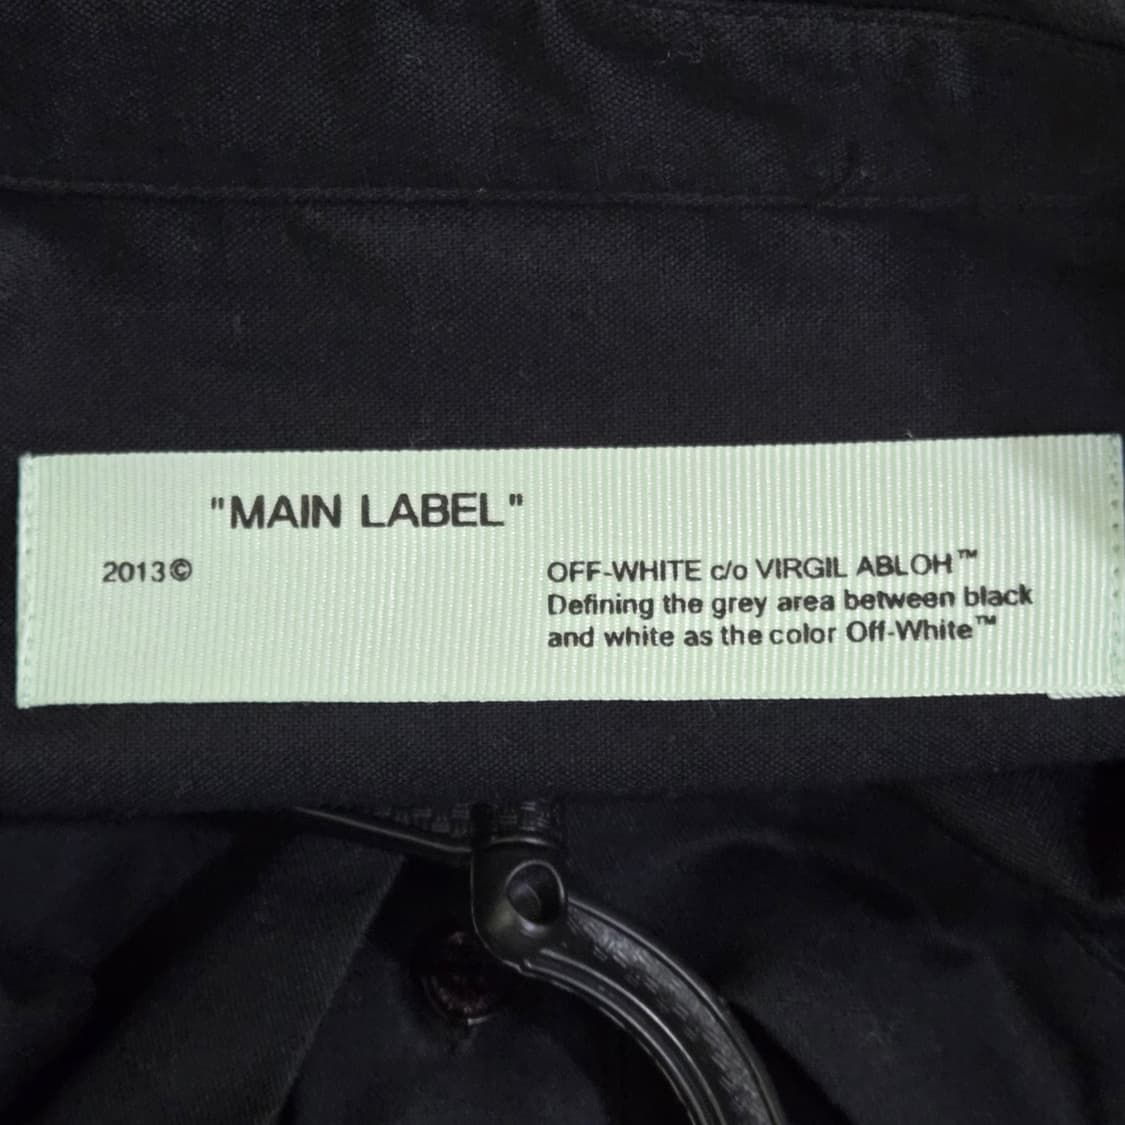 "MAIN LABEL"
2013©
OFF-WHITE c/o VIRGIL ABLOH™
Defining the grey area between black
and white as the color Off-White™